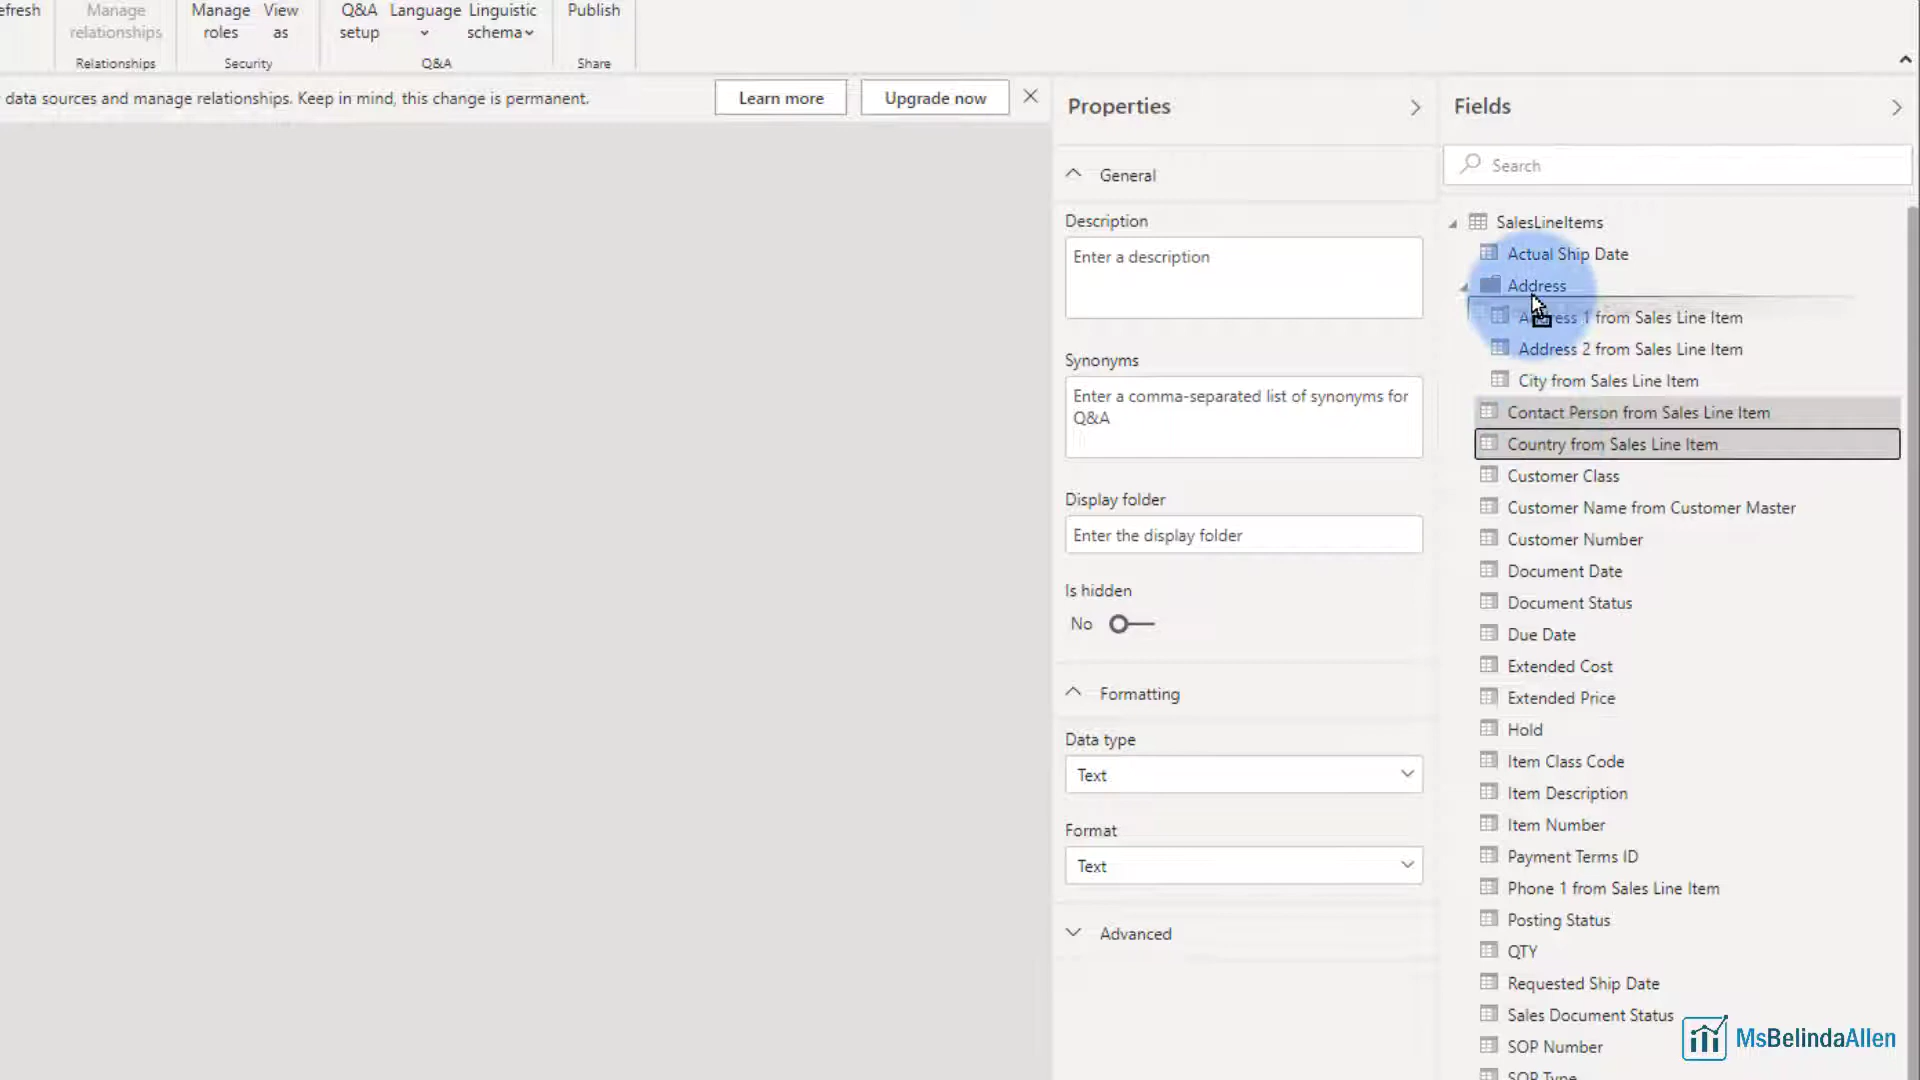 efresh
Manage relationships
Manage roles
View as
Q&A setup
Language
Linguistic schema
Publish
Relationships
Security
Q&A
Share
data sources and manage relationships. Keep in mind, this change is permanent.
Learn more
Upgrade now
Properties
General
Description
Enter a description
Synonyms
Enter a comma-separated list of synonyms for
Q&A
Display folder
Enter the display folder
Is hidden
No
Formatting
Data type
Text
Format
Text
Advanced
Fields
Search
SalesLineItems
Actual Ship Date
Address
Address 1 from Sales Line Item
Address 2 from Sales Line Item
City from Sales Line Item
Contact Person from Sales Line Item
Country from Sales Line Item
Customer Class
Customer Name from Customer Master
Customer Number
Document Date
Document Status
Due Date
Extended Cost
Extended Price
Hold
Item Class Code
Item Description
Item Number
Payment Terms ID
Phone 1 from Sales Line Item
Posting Status
QTY
Requested Ship Date
Sales Document Status
SOP Number
SOP Type
MsBelindaAllen